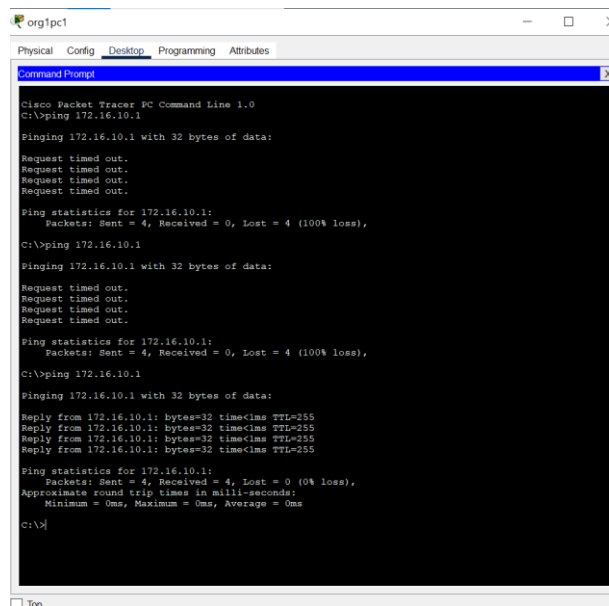 org1pc1
Physical Config Desktop Programming Attributes
Command Prompt
X
Cisco Packet Tracer PC Command Line 1.0
C:\>ping 172.16.10.1
Pinging 172.16.10.1 with 32 bytes of data:
Request timed out.
Request timed out.
Request timed out.
Request timed out.
Ping statistics for 172.16.10.1:
Packets: Sent = 4, Received = 0, Lost = 4 (100% loss),
C:\>ping 172.16.10.1
Pinging 172.16.10.1 with 32 bytes of data:
Request timed out.
Request timed out.
Request timed out.
Request timed out.
Ping statistics for 172.16.10.1:
Packets: Sent = 4, Received = 0, Lost = 4 (100% loss),
C:\>ping 172.16.10.1
Pinging 172.16.10.1 with 32 bytes of data:
Reply from 172.16.10.1: bytes=32 time<1ms TTL=255
Reply from 172.16.10.1: bytes=32 time<1ms TTL=255
Reply from 172.16.10.1: bytes=32 time<1ms TTL=255
Reply from 172.16.10.1: bytes=32 time<1ms TTL=255
Ping statistics for 172.16.10.1:
Packets: Sent = 4, Received = 4, Lost = 0 (0% loss),
Approximate round trip times in milli-seconds:
Minimum = 0ms, Maximum = 0ms, Average = 0ms
C:\>
Top